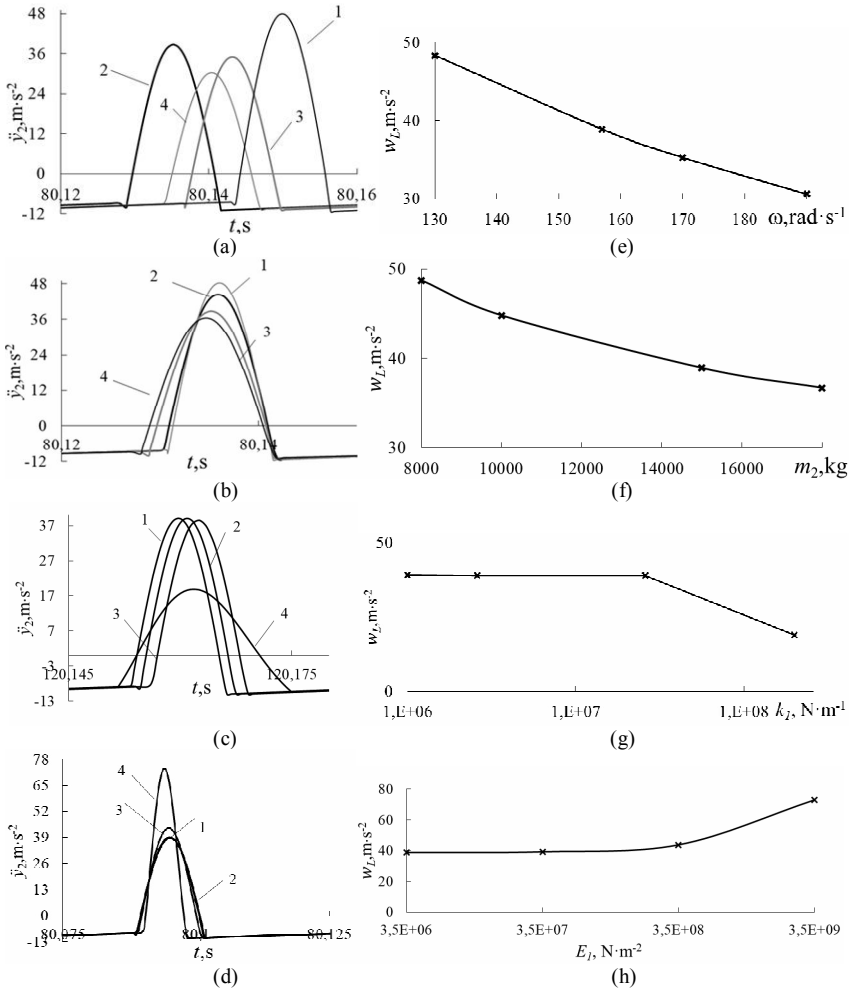 48
36
24
12
0
-12
ÿ₂,m·s⁻²
80,12
80,14
80,16
t,s
1
2
3
4
(a)
50
40
30
w_L,m·s⁻²
130
140
150
160
170
180
ω,rad·s⁻¹
(e)
48
36
24
12
0
-12
ÿ₂,m·s⁻²
80,12
80,14
t,s
1
2
3
4
(b)
50
40
30
w_L,m·s⁻²
8000
10000
12000
14000
16000
m₂,kg
(f)
37
27
17
7
-3
-13
ÿ₂,m·s⁻²
120,145
120,175
t,s
1
2
3
4
(c)
50
0
w_L,m·s⁻²
1,E+06
1,E+07
1,E+08
k₁, N·m⁻¹
(g)
78
65
52
39
26
13
0
-13
ÿ₂,m·s⁻²
80,075
80,1
80,125
t,s
4
3
1
2
(d)
80
60
40
20
0
w_L,m·s⁻²
3,5E+06
3,5E+07
3,5E+08
3,5E+09
E₁, N·m⁻²
(h)